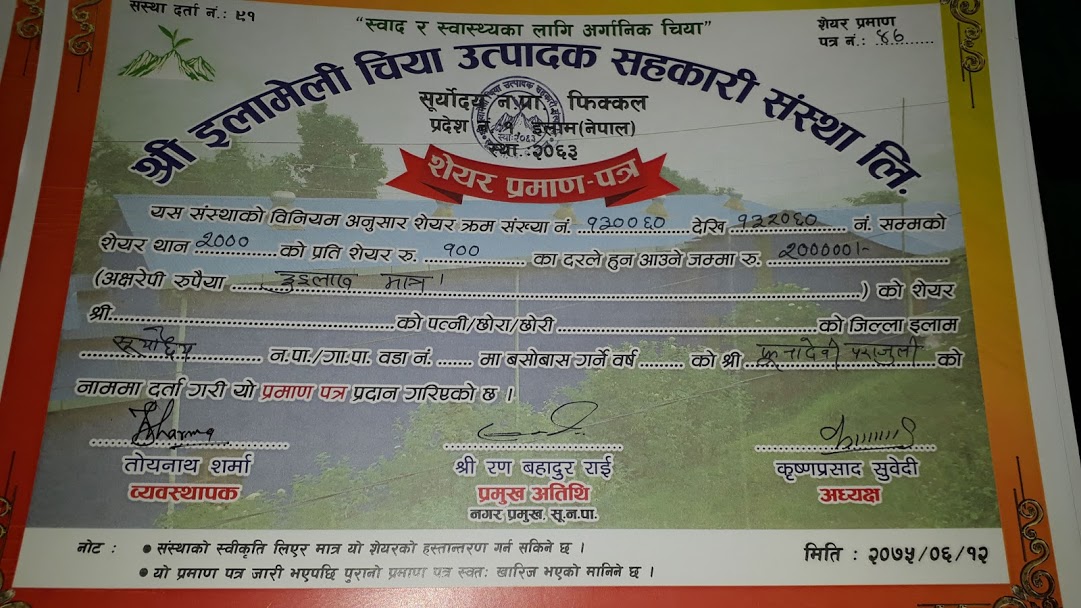 संस्था दर्ता नं.: ९१
"स्वाद र स्वास्थ्यका लागि अर्गानिक चिया"
शेयर प्रमाण
पत्र नं.: ४६
श्री इलामेली चिया उत्पादक सहकारी संस्था लि.
सूर्योदय न.पा. फिक्कल
प्रदेश नं. १ इलाम(नेपाल)
स्था :२०६३
शेयर प्रमाण-पत्र
यस संस्थाको विनियम अनुसार शेयर क्रम संख्या नं. १३००६० देखि १३२०६० नं. सम्मको
शेयर थान 2000 को प्रति शेयर रु. १०० का दरले हुन आउने जम्मा रु. 200000।-
(अक्षरेपी रुपैया दुइलाख मात्र।) को शेयर
श्री को पत्नी/छोरा/छोरी को जिल्ला इलाम
सूर्योदय न.पा./गा.पा. वडा नं. मा बसोबास गर्ने वर्ष को श्री पराजुली को
नाममा दर्ता गरी यो प्रमाण पत्र प्रदान गरिएको छ ।
तोयनाथ शर्मा
व्यवस्थापक
श्री रण बहादुर राई
प्रमुख अतिथि
नगर प्रमुख, सू.न.पा.
कृष्णप्रसाद सुवेदी
अध्यक्ष
नोट : • संस्थाको स्वीकृति लिएर मात्र यो शेयरको हस्तान्तरण गर्न सकिने छ ।
• यो प्रमाण पत्र जारी भएपछि पुरानो प्रमाण पत्र स्वतः खारिज भएको मानिने छ ।
मिति : २०७५/०६/१२